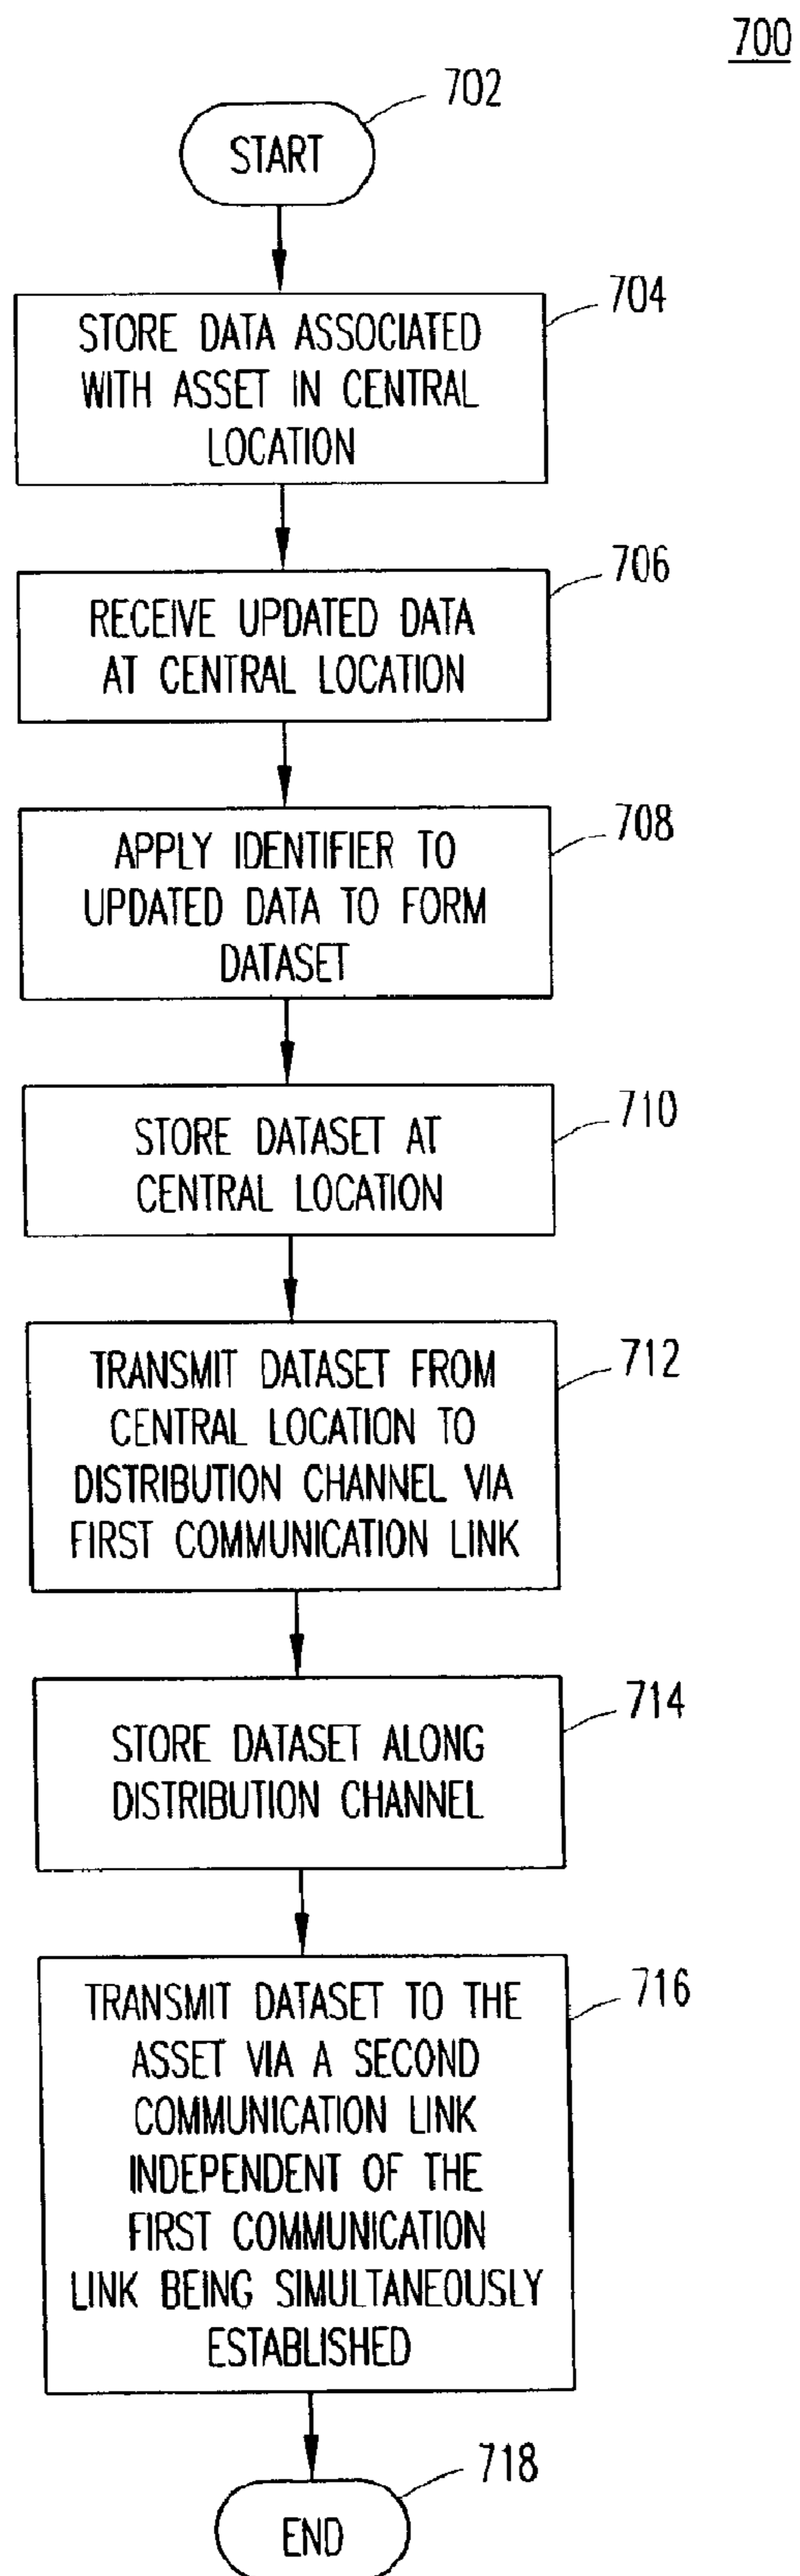 700
702
START
704
STORE DATA ASSOCIATED
WITH ASSET IN CENTRAL
LOCATION
706
RECEIVE UPDATED DATA
AT CENTRAL LOCATION
708
APPLY IDENTIFIER TO
UPDATED DATA TO FORM
DATASET
710
STORE DATASET AT
CENTRAL LOCATION
712
TRANSMIT DATASET FROM
CENTRAL LOCATION TO
DISTRIBUTION CHANNEL VIA
FIRST COMMUNICATION LINK
714
STORE DATASET ALONG
DISTRIBUTION CHANNEL
716
TRANSMIT DATASET TO THE
ASSET VIA A SECOND
COMMUNICATION LINK
INDEPENDENT OF THE
FIRST COMMUNICATION
LINK BEING SIMULTANEOUSLY
ESTABLISHED
718
END